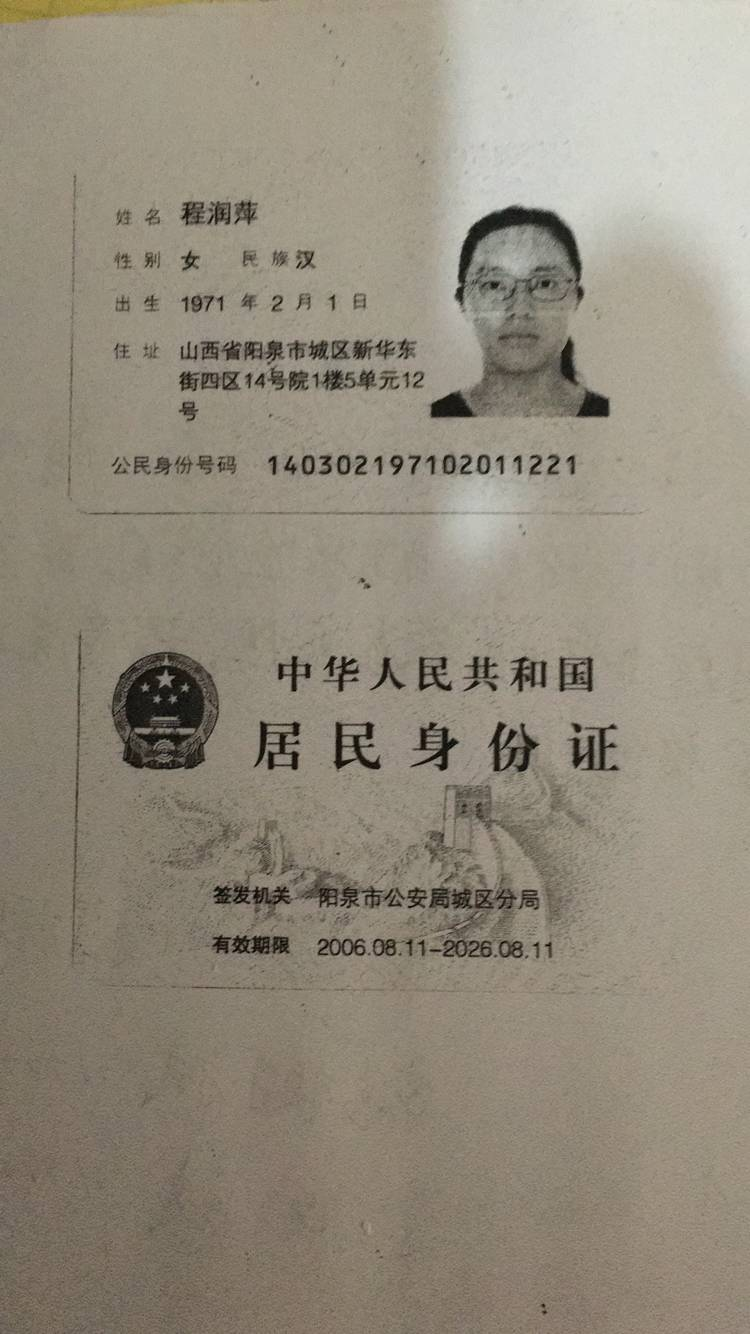 姓名 程润萍
性别 女 民族 汉
出生 1971 年 2 月 1 日
住址 山西省阳泉市城区新华东
街四区14号院1楼5单元12
号
公民身份号码 140302197102011221
中华人民共和国
居民身份证
签发机关 阳泉市公安局城区分局
有效期限 2006.08.11-2026.08.11